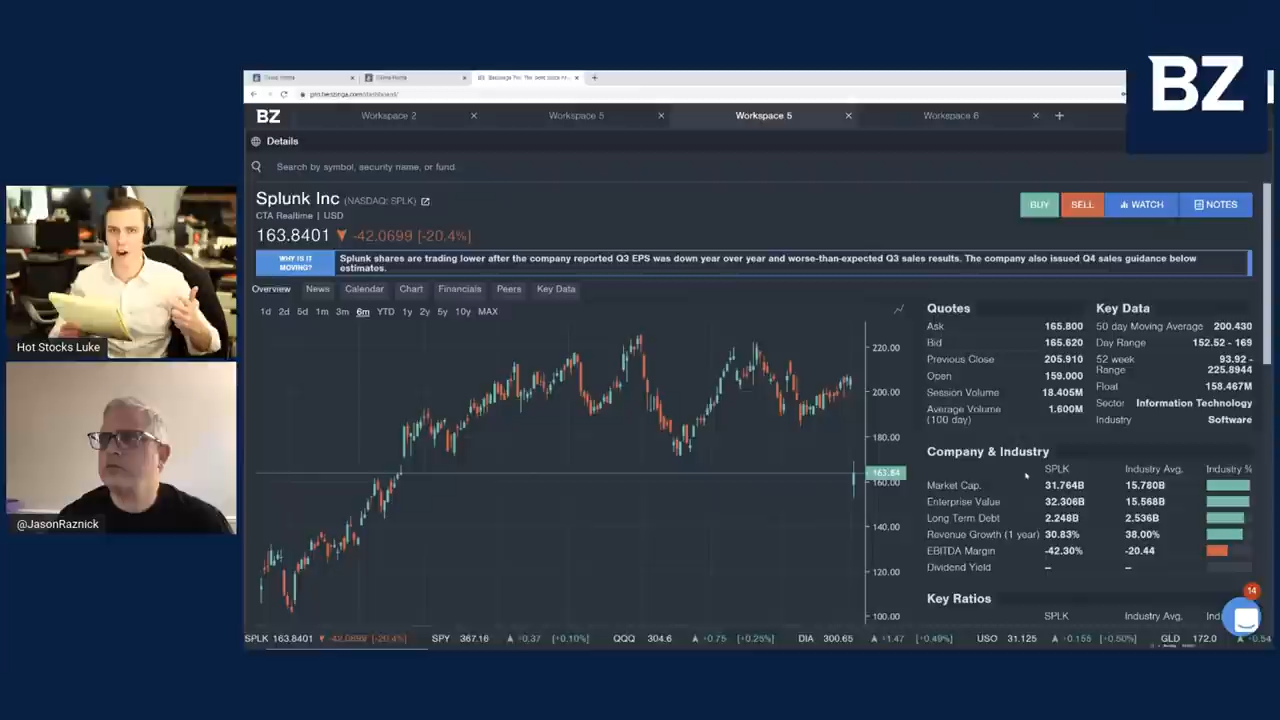 BZ
pro.benzinga.com/dashboard/
BZ
Workspace 2
Workspace 5
Workspace 5
Workspace 6
Details
Search by symbol, security name, or fund
Splunk Inc (NASDAQ: SPLK)
CTA Realtime | USD
163.8401 ▼ -42.0699 [-20.4%]
BUY
SELL
WATCH
NOTES
WHY IS IT MOVING?
Splunk shares are trading lower after the company reported Q3 EPS was down year over year and worse-than-expected Q3 sales results. The company also issued Q4 sales guidance below
estimates.
Overview News Calendar Chart Financials Peers Key Data
1d 2d 5d 1m 3m 6m YTD 1y 2y 5y 10y MAX
220.00
200.00
180.00
163.84
160.00
140.00
120.00
100.00
Quotes
Ask 165.800
Bid 165.620
Previous Close 205.910
Open 159.000
Session Volume 18.405M
Average Volume (100 day) 1.600M
Key Data
50 day Moving Average 200.430
Day Range 152.52 - 169
52 week Range 93.92 - 225.8944
Float 158.467M
Sector Information Technology
Industry Software
Company & Industry
SPLK Industry Avg. Industry %
Market Cap. 31.764B 15.780B
Enterprise Value 32.306B 15.568B
Long Term Debt 2.248B 2.536B
Revenue Growth (1 year) 30.83% 38.00%
EBITDA Margin -42.30% -20.44
Dividend Yield – –
Key Ratios
SPLK Industry Avg. Ind
14
SPLK 163.8401 ▼ -42.0699 [-20.4%] SPY 367.16 ▲ +0.37 [+0.10%] QQQ 304.6 ▲ +0.75 [+0.25%] DIA 300.65 ▲ +1.47 [+0.49%] USO 31.125 ▲ +0.155 [+0.50%] GLD 172.0 ▲ +0.54
Hot Stocks Luke
@JasonRaznick